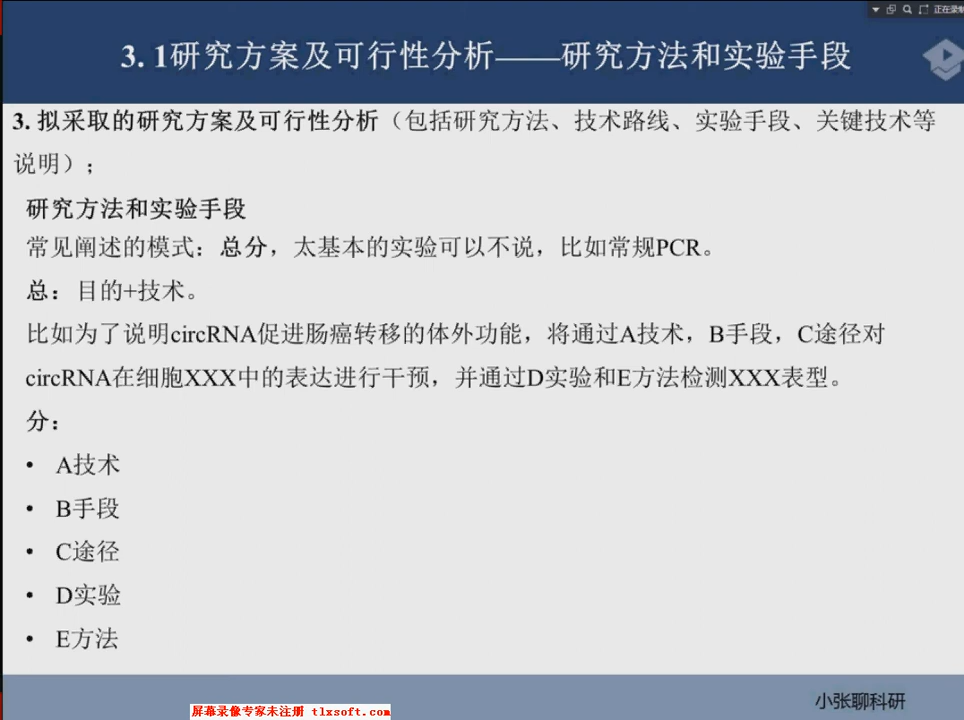 正在录制
3. 1研究方案及可行性分析——研究方法和实验手段
3. 拟采取的研究方案及可行性分析（包括研究方法、技术路线、实验手段、关键技术等
说明）；
研究方法和实验手段
常见阐述的模式：总分，太基本的实验可以不说，比如常规PCR。
总：目的+技术。
比如为了说明circRNA促进肠癌转移的体外功能，将通过A技术，B手段，C途径对
circRNA在细胞XXX中的表达进行干预，并通过D实验和E方法检测XXX表型。
分：
• A技术
• B手段
• C途径
• D实验
• E方法
小张聊科研
屏幕录像专家未注册 tlxsoft.com